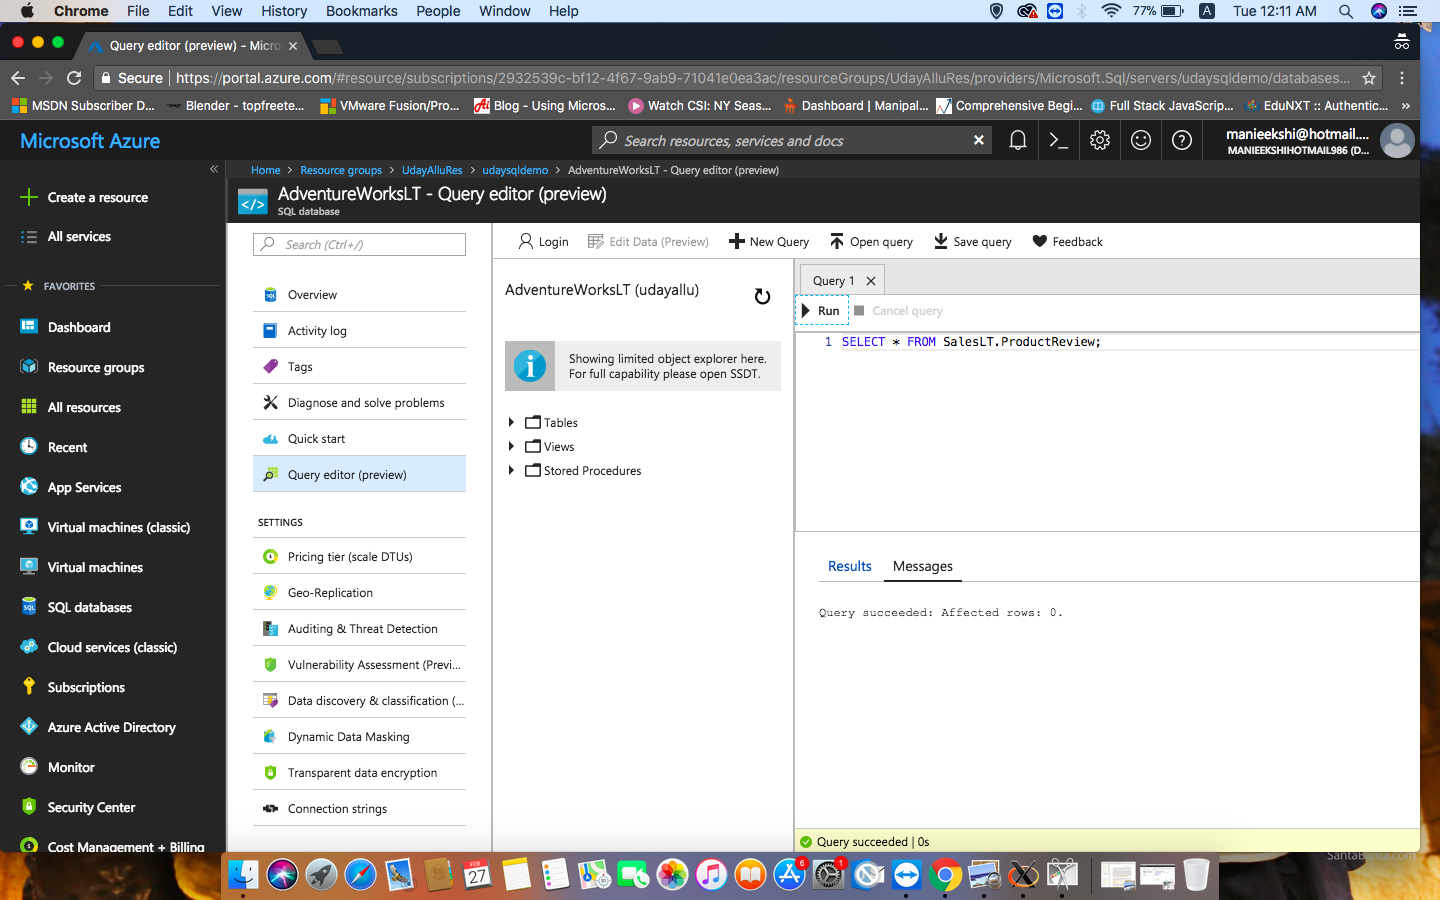 Chrome File Edit View History Bookmarks People Window Help 77% A Tue 12:11 AM
Query editor (preview) - Micro
Secure | https://portal.azure.com/#resource/subscriptions/2932539c-bf12-4f67-9ab9-71041e0ea3ac/resourceGroups/UdayAlluRes/providers/Microsoft.Sql/servers/udaysqldemo/databases...
MSDN Subscriber D... Blender - topfreete... VMware Fusion/Pro... Blog - Using Micros... Watch CSI: NY Seas... Dashboard | Manipal... Comprehensive Begi... Full Stack JavaScrip... EduNXT :: Authentic... »
Microsoft Azure
Search resources, services and docs
manieekshi@hotmail....
MANIEEKSHIHOTMAIL986 (D...
Home > Resource groups > UdayAlluRes > udaysqldemo > AdventureWorksLT - Query editor (preview)
AdventureWorksLT - Query editor (preview)
SQL database
Create a resource
All services
FAVORITES
Dashboard
Resource groups
All resources
Recent
App Services
Virtual machines (classic)
Virtual machines
SQL databases
Cloud services (classic)
Subscriptions
Azure Active Directory
Monitor
Security Center
Cost Management + Billing
Search (Ctrl+/)
Overview
Activity log
Tags
Diagnose and solve problems
Quick start
Query editor (preview)
SETTINGS
Pricing tier (scale DTUs)
Geo-Replication
Auditing & Threat Detection
Vulnerability Assessment (Previ...
Data discovery & classification (...
Dynamic Data Masking
Transparent data encryption
Connection strings
Login Edit Data (Preview) New Query Open query Save query Feedback
AdventureWorksLT (udayallu)
Showing limited object explorer here.
For full capability please open SSDT.
Tables
Views
Stored Procedures
Query 1
Run Cancel query
1 SELECT * FROM SalesLT.ProductReview;
Results Messages
Query succeeded: Affected rows: 0.
Query succeeded | 0s
SantaBanta.com
FEB
27
6
1